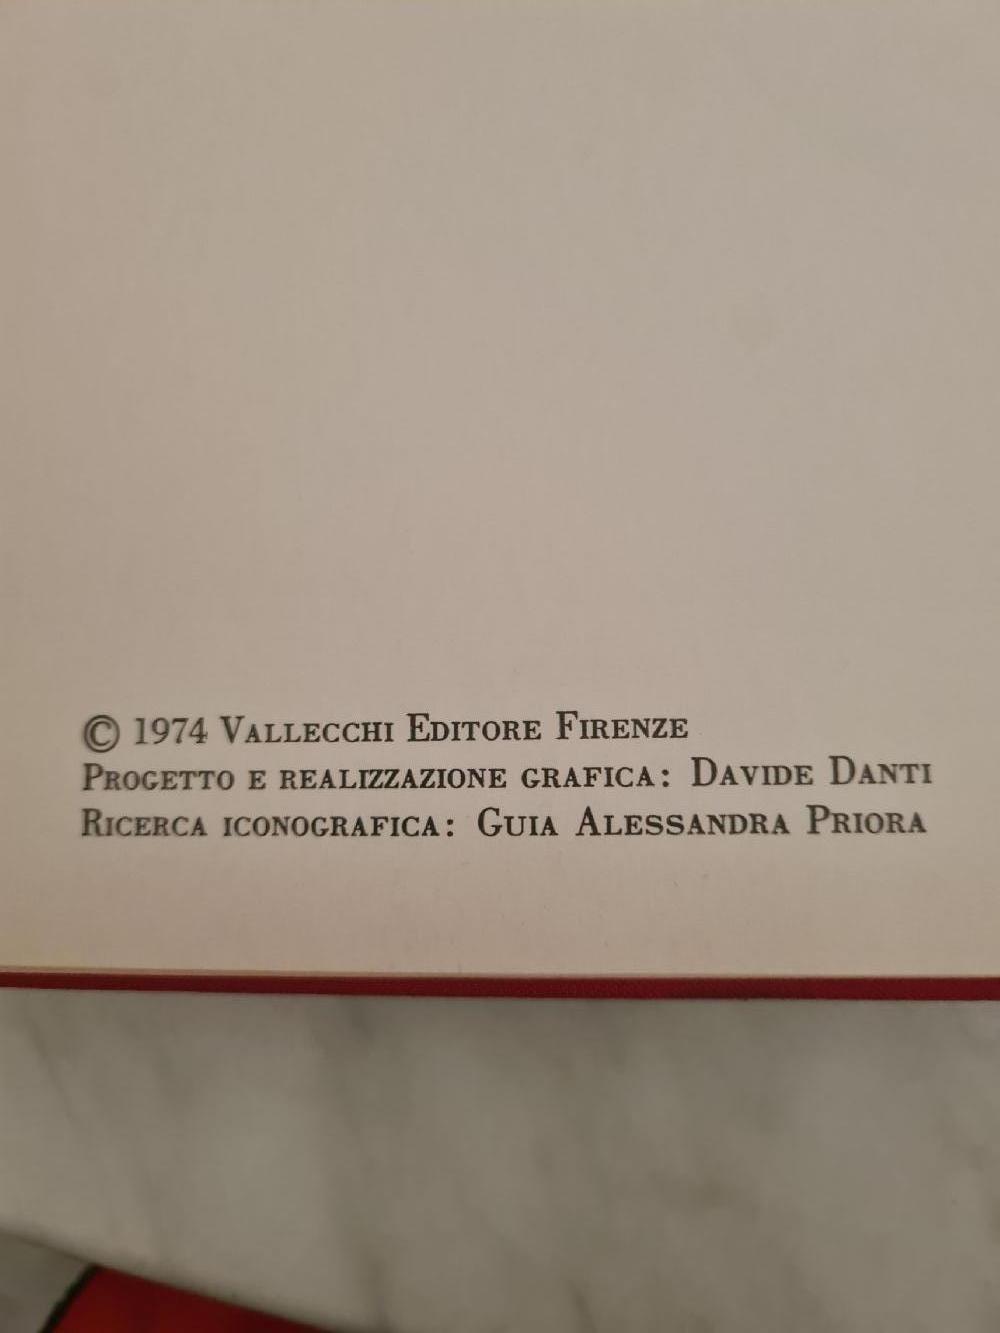 © 1974 Vallecchi Editore Firenze
Progetto e realizzazione grafica: Davide Danti
Ricerca iconografica: Guia Alessandra Priora